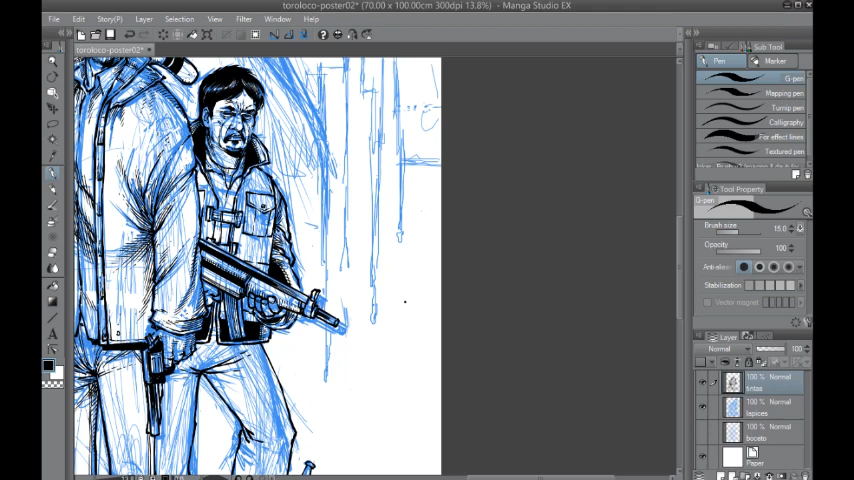 toroloco-poster02* (70.00 x 100.00cm 300dpi 13.8%) - Manga Studio EX
File Edit Story(P) Layer Selection View Filter Window Help
toroloco-poster02*
Sub Tool
Pen Marker
G-pen
Mapping pen
Turnip pen
Calligraphy
For effect lines
Textured pen
Tool Property
G-pen
Brush size 15.0
Opacity 100
Stabilization
Vector magnet
Layer
Normal 100
100 % Normal
tintas
100 % Normal
lapices
100 % Normal
boceto
100 % Normal
Paper